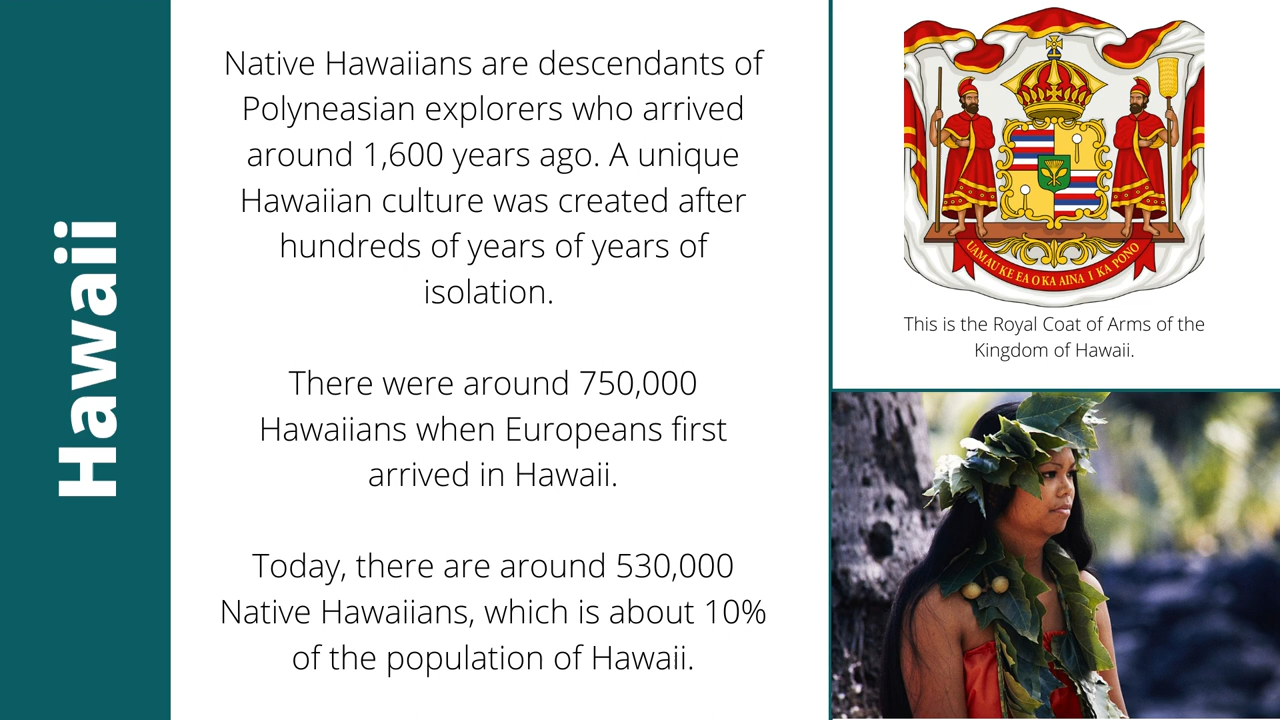 Hawaii
Native Hawaiians are descendants of
Polyneasian explorers who arrived
around 1,600 years ago. A unique
Hawaiian culture was created after
hundreds of years of years of
isolation.
There were around 750,000
Hawaiians when Europeans first
arrived in Hawaii.
Today, there are around 530,000
Native Hawaiians, which is about 10%
of the population of Hawaii.
UAMAU KE EA O KA AINA I KA PONO
This is the Royal Coat of Arms of the
Kingdom of Hawaii.